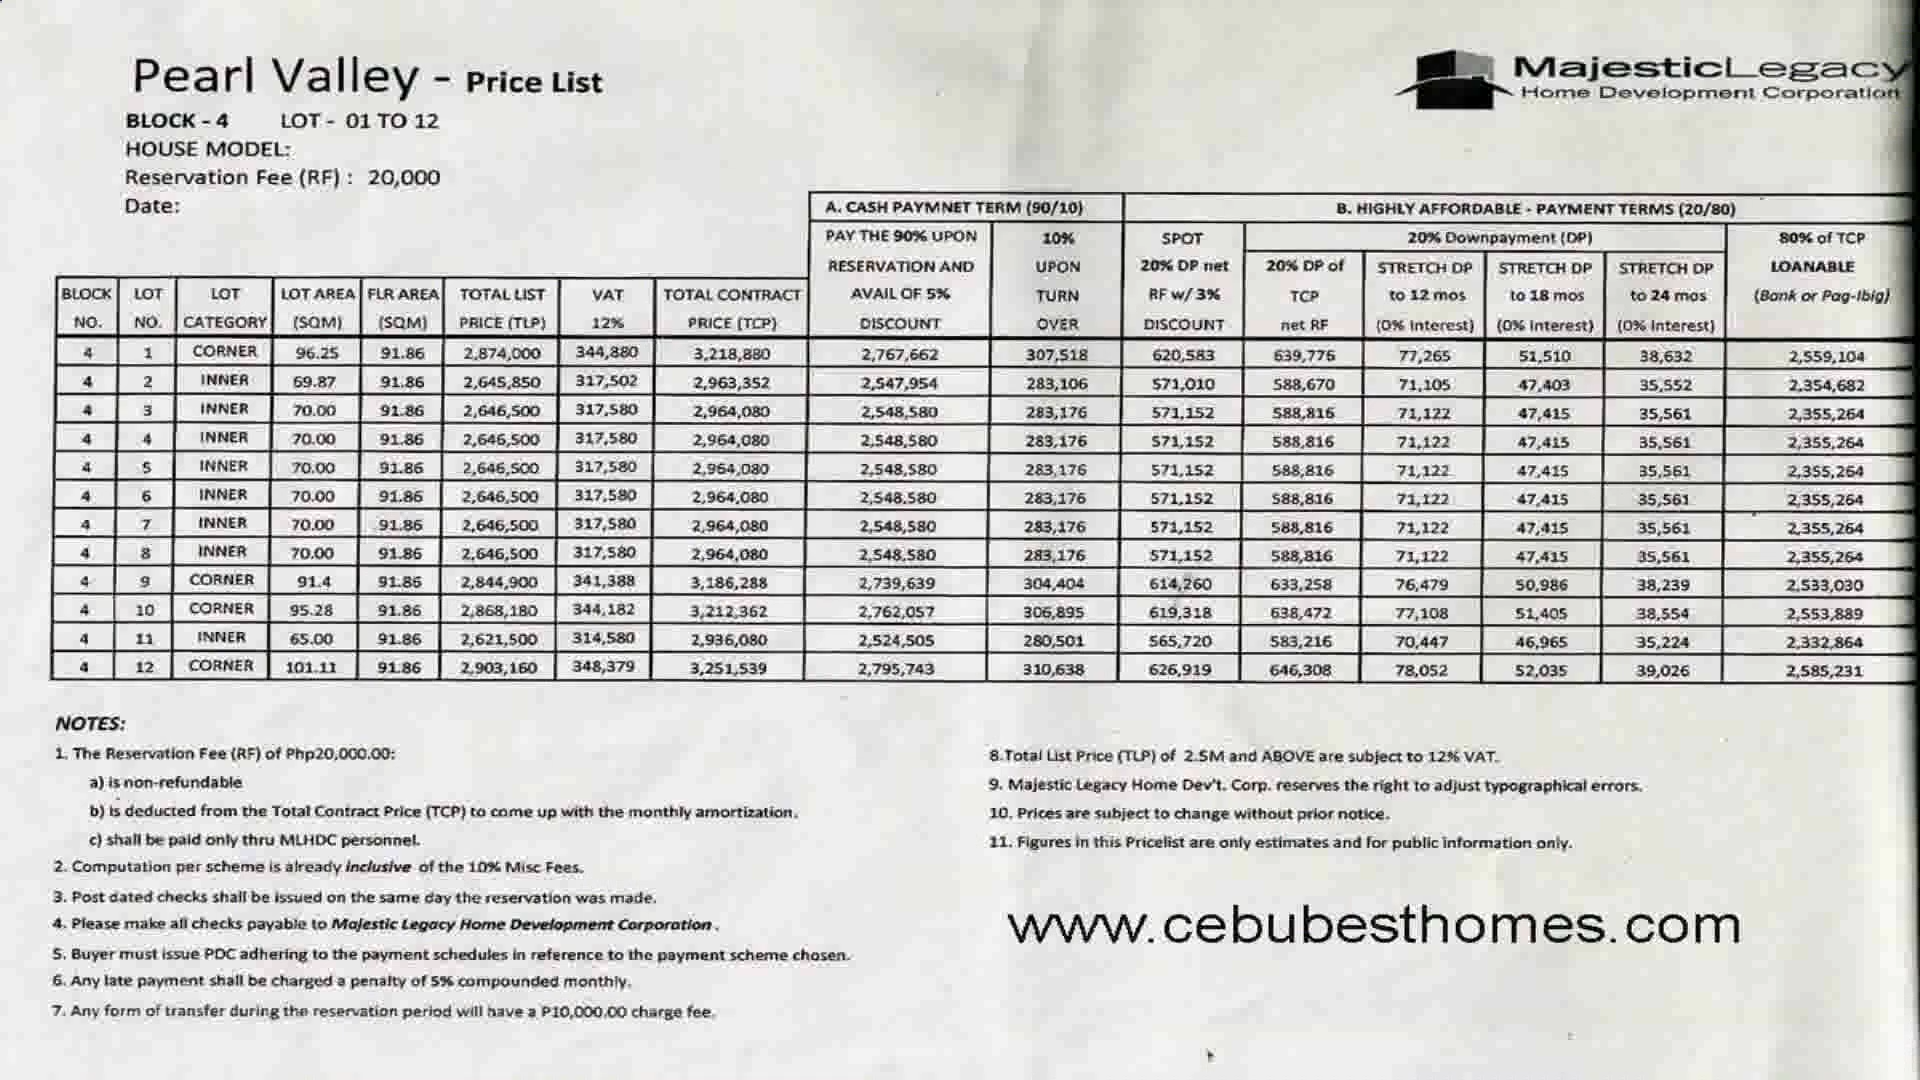 Pearl Valley - Price List
MajesticLegacy
Home Development Corporation
BLOCK - 4 LOT - 01 TO 12
HOUSE MODEL:
Reservation Fee (RF) : 20,000
Date:
A. CASH PAYMNET TERM (90/10) B. HIGHLY AFFORDABLE - PAYMENT TERMS (20/80)
PAY THE 90% UPON 10% SPOT 20% Downpayment (DP) 80% of TCP
RESERVATION AND UPON 20% DP net 20% DP of STRETCH DP STRETCH DP STRETCH DP LOANABLE
BLOCK LOT LOT LOT AREA FLR AREA TOTAL LIST VAT TOTAL CONTRACT AVAIL OF 5% TURN RF w/ 3% TCP to 12 mos to 18 mos to 24 mos (Bank or Pag-Ibig)
NO. NO. CATEGORY (SQM) (SQM) PRICE (TLP) 12% PRICE (TCP) DISCOUNT OVER DISCOUNT net RF (0% Interest) (0% Interest) (0% Interest)
4 1 CORNER 96.25 91.86 2,874,000 344,880 3,218,880 2,767,662 307,518 620,583 639,776 77,265 51,510 38,632 2,559,104
4 2 INNER 69.87 91.86 2,645,850 317,502 2,963,352 2,547,954 283,106 571,010 588,670 71,105 47,403 35,552 2,354,682
4 3 INNER 70.00 91.86 2,646,500 317,580 2,964,080 2,548,580 283,176 571,152 588,816 71,122 47,415 35,561 2,355,264
4 4 INNER 70.00 91.86 2,646,500 317,580 2,964,080 2,548,580 283,176 571,152 588,816 71,122 47,415 35,561 2,355,264
4 5 INNER 70.00 91.86 2,646,500 317,580 2,964,080 2,548,580 283,176 571,152 588,816 71,122 47,415 35,561 2,355,264
4 6 INNER 70.00 91.86 2,646,500 317,580 2,964,080 2,548,580 283,176 571,152 588,816 71,122 47,415 35,561 2,355,264
4 7 INNER 70.00 91.86 2,646,500 317,580 2,964,080 2,548,580 283,176 571,152 588,816 71,122 47,415 35,561 2,355,264
4 8 INNER 70.00 91.86 2,646,500 317,580 2,964,080 2,548,580 283,176 571,152 588,816 71,122 47,415 35,561 2,355,264
4 9 CORNER 91.4 91.86 2,844,900 341,388 3,186,288 2,739,639 304,404 614,260 633,258 76,479 50,986 38,239 2,533,030
4 10 CORNER 95.28 91.86 2,868,180 344,182 3,212,362 2,762,057 306,895 619,318 638,472 77,108 51,405 38,554 2,553,889
4 11 INNER 65.00 91.86 2,621,500 314,580 2,936,080 2,524,505 280,501 565,720 583,216 70,447 46,965 35,224 2,332,864
4 12 CORNER 101.11 91.86 2,903,160 348,379 3,251,539 2,795,743 310,638 626,919 646,308 78,052 52,035 39,026 2,585,231
NOTES:
1. The Reservation Fee (RF) of Php20,000.00:
a) is non-refundable
b) is deducted from the Total Contract Price (TCP) to come up with the monthly amortization.
c) shall be paid only thru MLHDC personnel.
2. Computation per scheme is already inclusive of the 10% Misc Fees.
3. Post dated checks shall be issued on the same day the reservation was made.
4. Please make all checks payable to Majestic Legacy Home Development Corporation.
5. Buyer must issue PDC adhering to the payment schedules in reference to the payment scheme chosen.
6. Any late payment shall be charged a penalty of 5% compounded monthly.
7. Any form of transfer during the reservation period will have a P10,000.00 charge fee.
8.Total List Price (TLP) of 2.5M and ABOVE are subject to 12% VAT.
9. Majestic Legacy Home Dev't. Corp. reserves the right to adjust typographical errors.
10. Prices are subject to change without prior notice.
11. Figures in this Pricelist are only estimates and for public information only.
www.cebubesthomes.com